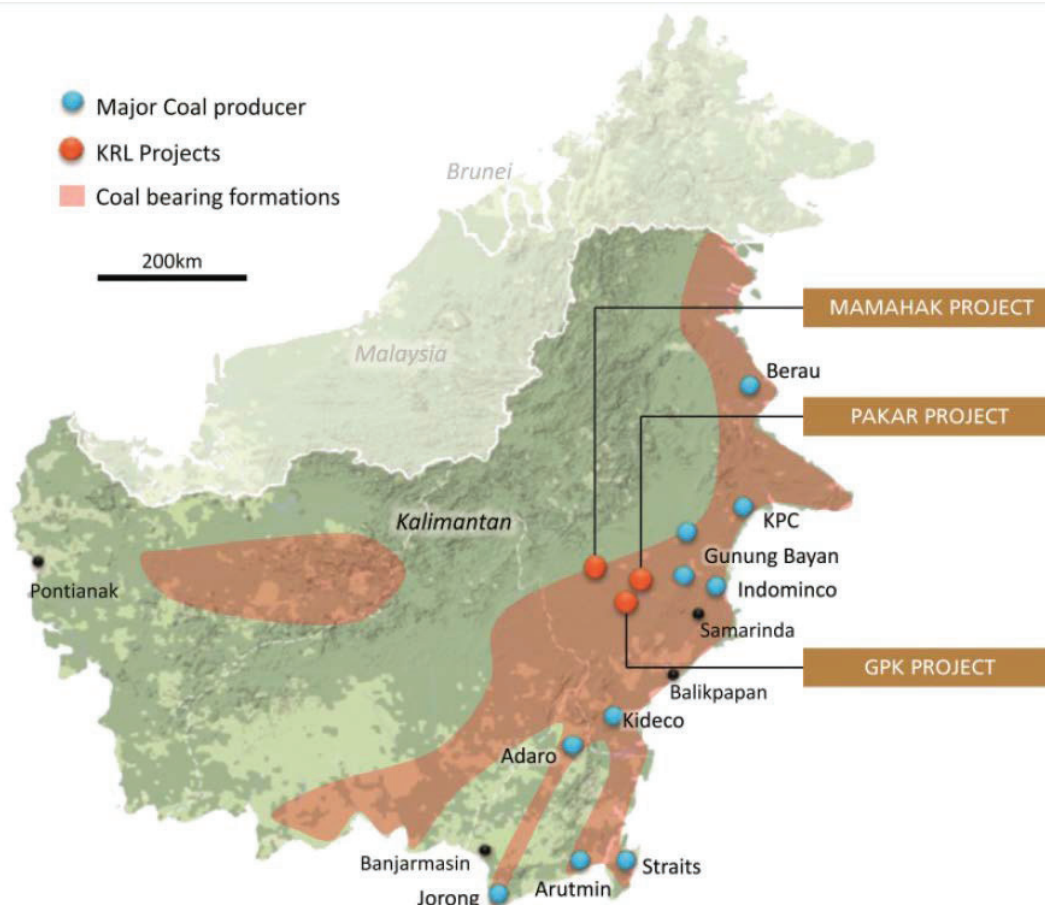 Major Coal producer
KRL Projects
Coal bearing formations
200km
Brunei
Malaysia
MAMAHAK PROJECT
Berau
PAKAR PROJECT
Kalimantan
KPC
Gunung Bayan
Pontianak
Indominco
Samarinda
GPK PROJECT
Balikpapan
Kideco
Adaro
Banjarmasin
Straits
Arutmin
Jorong